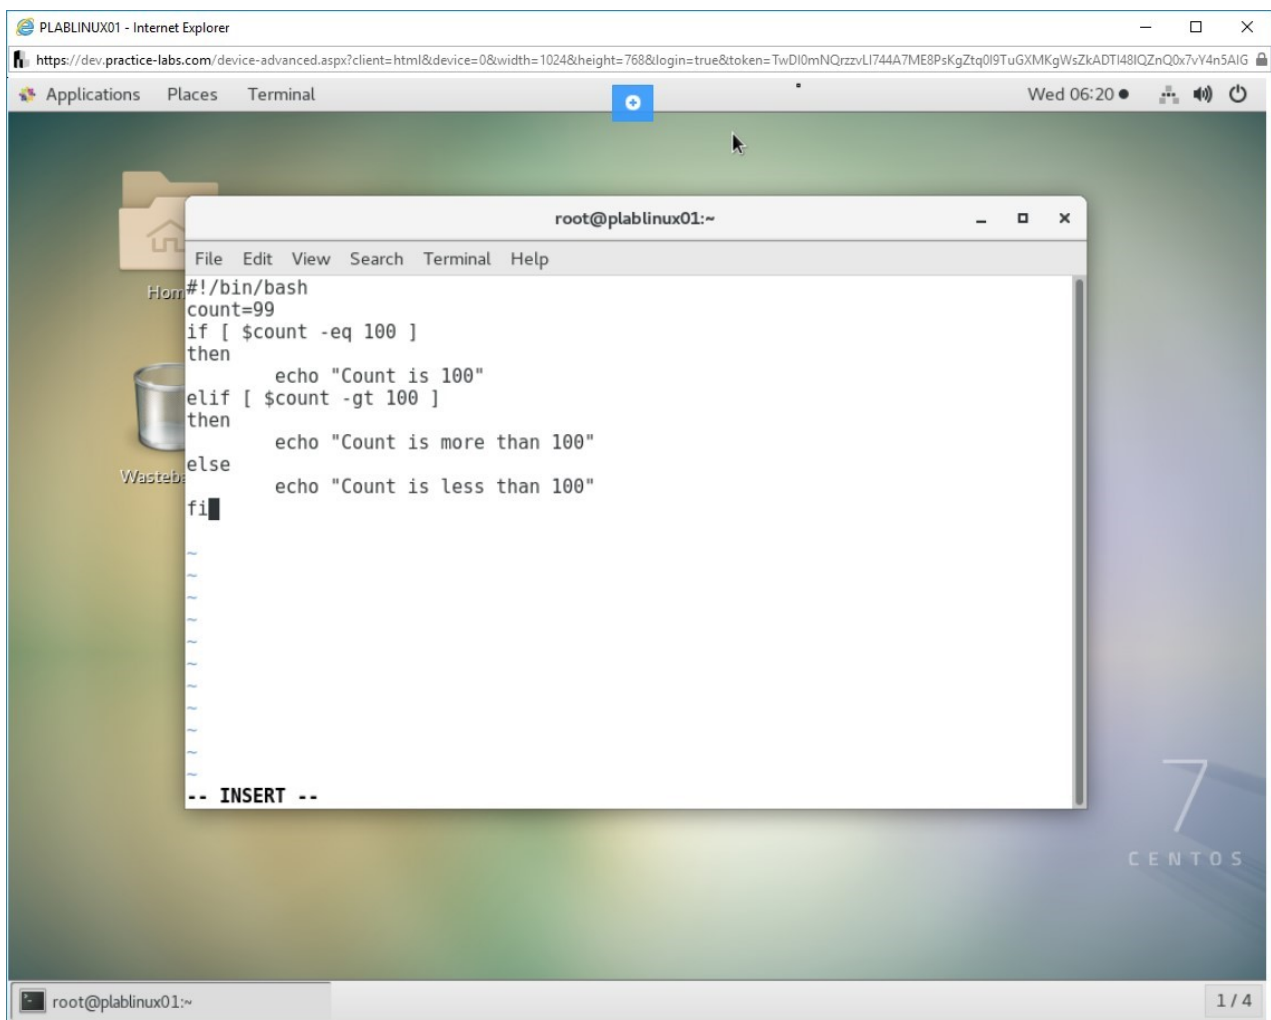 PLABLINUX01 - Internet Explorer
https://dev.practice-labs.com/device-advanced.aspx?client=html&device=0&width=1024&height=768&login=true&token=
Applications Places Terminal Wed 06:20
root@plablinux01:~
File Edit View Search Terminal Help
Hom
#!/bin/bash
count=99
if [ $count -eq 100 ]
then
echo "Count is 100"
elif [ $count -gt 100 ]
then
echo "Count is more than 100"
else
Wasteb
echo "Count is less than 100"
fi
~
~
~
~
~
~
~
~
~
~
~
-- INSERT --
7
CENTOS
root@plablinux01:~ 1 / 4